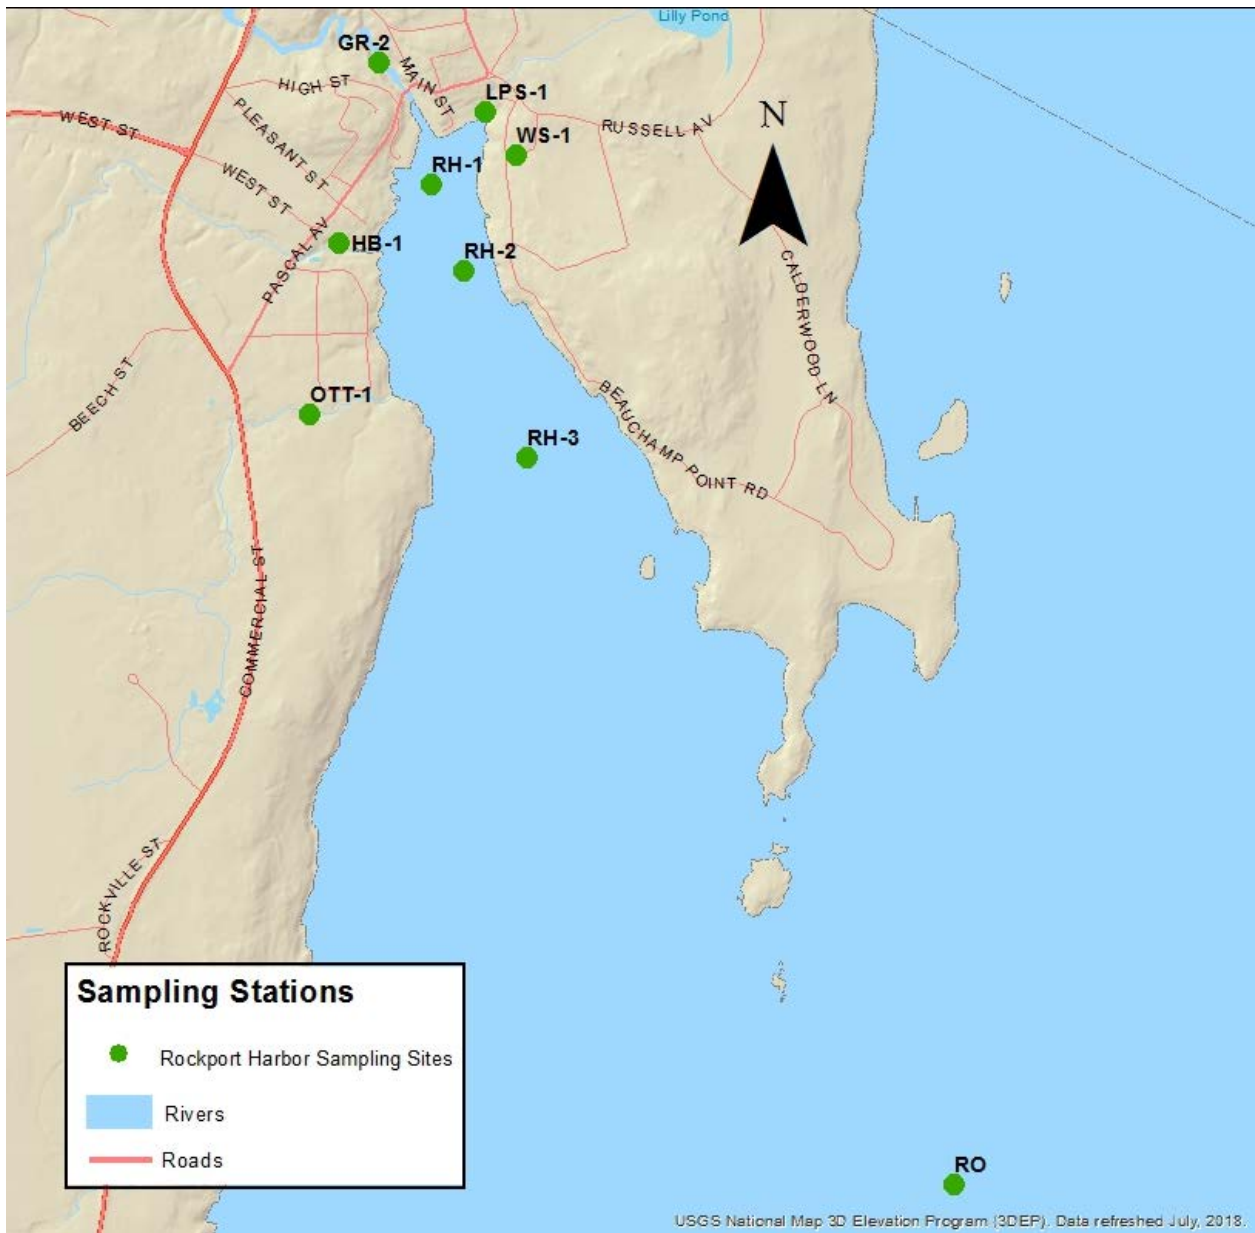 Lilly Pond
GR-2
MAIN ST
HIGH ST
LPS-1
WEST ST
PLEASANT ST
WS-1
RUSSELL AV
N
RH-1
WEST ST
HB-1
RH-2
PASCAL AV
CALDERWOOD LN
BEECH ST
OTT-1
BEAUCHAMP POINT RD
RH-3
COMMERCIAL ST
ROCKVILLE ST
Sampling Stations
Rockport Harbor Sampling Sites
Rivers
Roads
RO
USGS National Map 3D Elevation Program (3DEP). Data refreshed July, 2018.